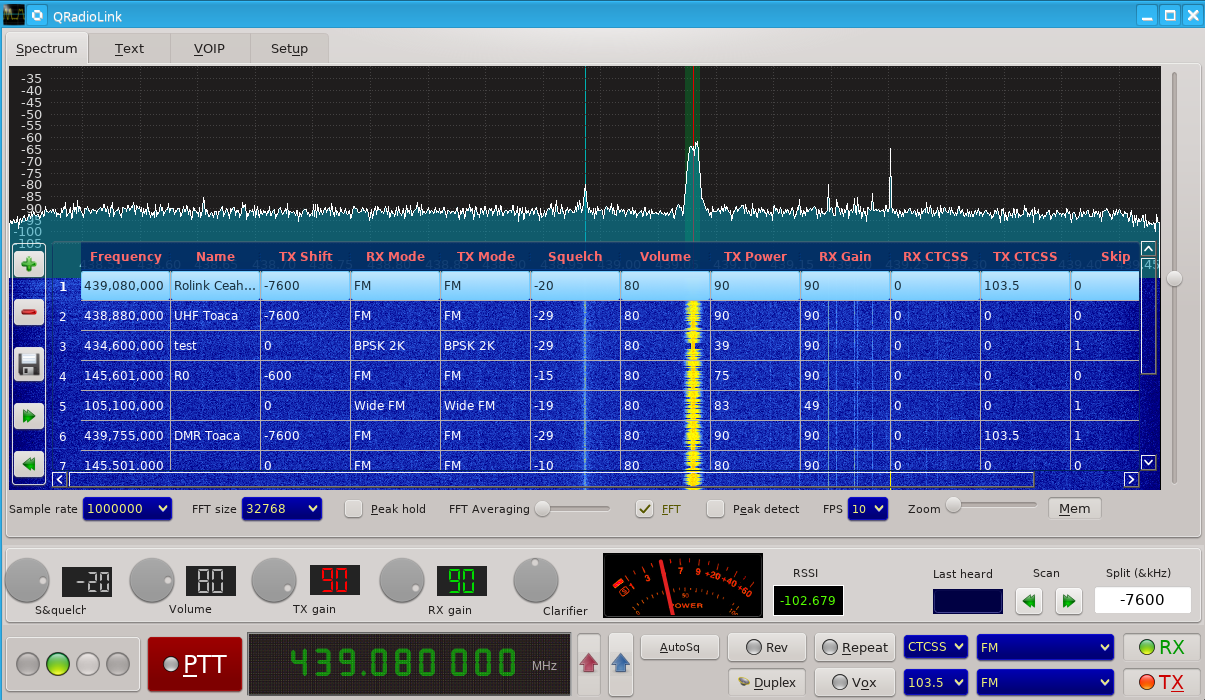 QRadioLink
Spectrum Text VOIP Setup
-35
-40
-45
-50
-55
-60
-65
-70
-75
-80
-85
-90
-95
-100
-105
Frequency Name TX Shift RX Mode TX Mode Squelch Volume TX Power RX Gain RX CTCSS TX CTCSS Skip
1 439,080,000 Rolink Ceah... -7600 FM FM -20 80 90 90 0 103.5 0
2 438,880,000 UHF Toaca -7600 FM FM -29 80 90 90 0 0 0
3 434,600,000 test 0 BPSK 2K BPSK 2K -29 80 39 90 0 0 1
4 145,601,000 R0 -600 FM FM -15 80 75 90 0 0 0
5 105,100,000 0 Wide FM Wide FM -19 80 83 49 0 0 1
6 439,755,000 DMR Toaca -7600 FM FM -29 80 90 90 0 103.5 1
7 145,501,000 0 FM FM -10 80 80 90 0 0 0
Sample rate 1000000 FFT size 32768 Peak hold FFT Averaging FFT Peak detect FPS 10 Zoom Mem
-20 80 90 90
S&quelch Volume TX gain RX gain Clarifier
1 3 7 9 +20 +40 +60
50 100
POWER
RSSI
-102.679
Last heard Scan Split (&kHz)
-7600
PTT 439.080 000 MHz
AutoSq Rev Repeat CTCSS FM RX
Duplex Vox 103.5 FM TX